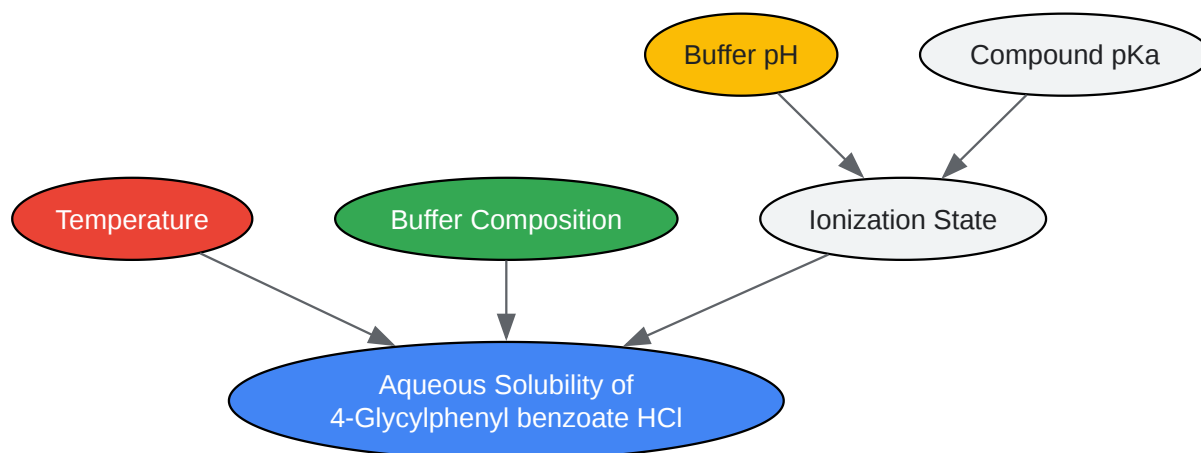 Buffer pH
Compound pKa
Temperature
Buffer Composition
Ionization State
Aqueous Solubility of
4-Glycylphenyl benzoate HCl